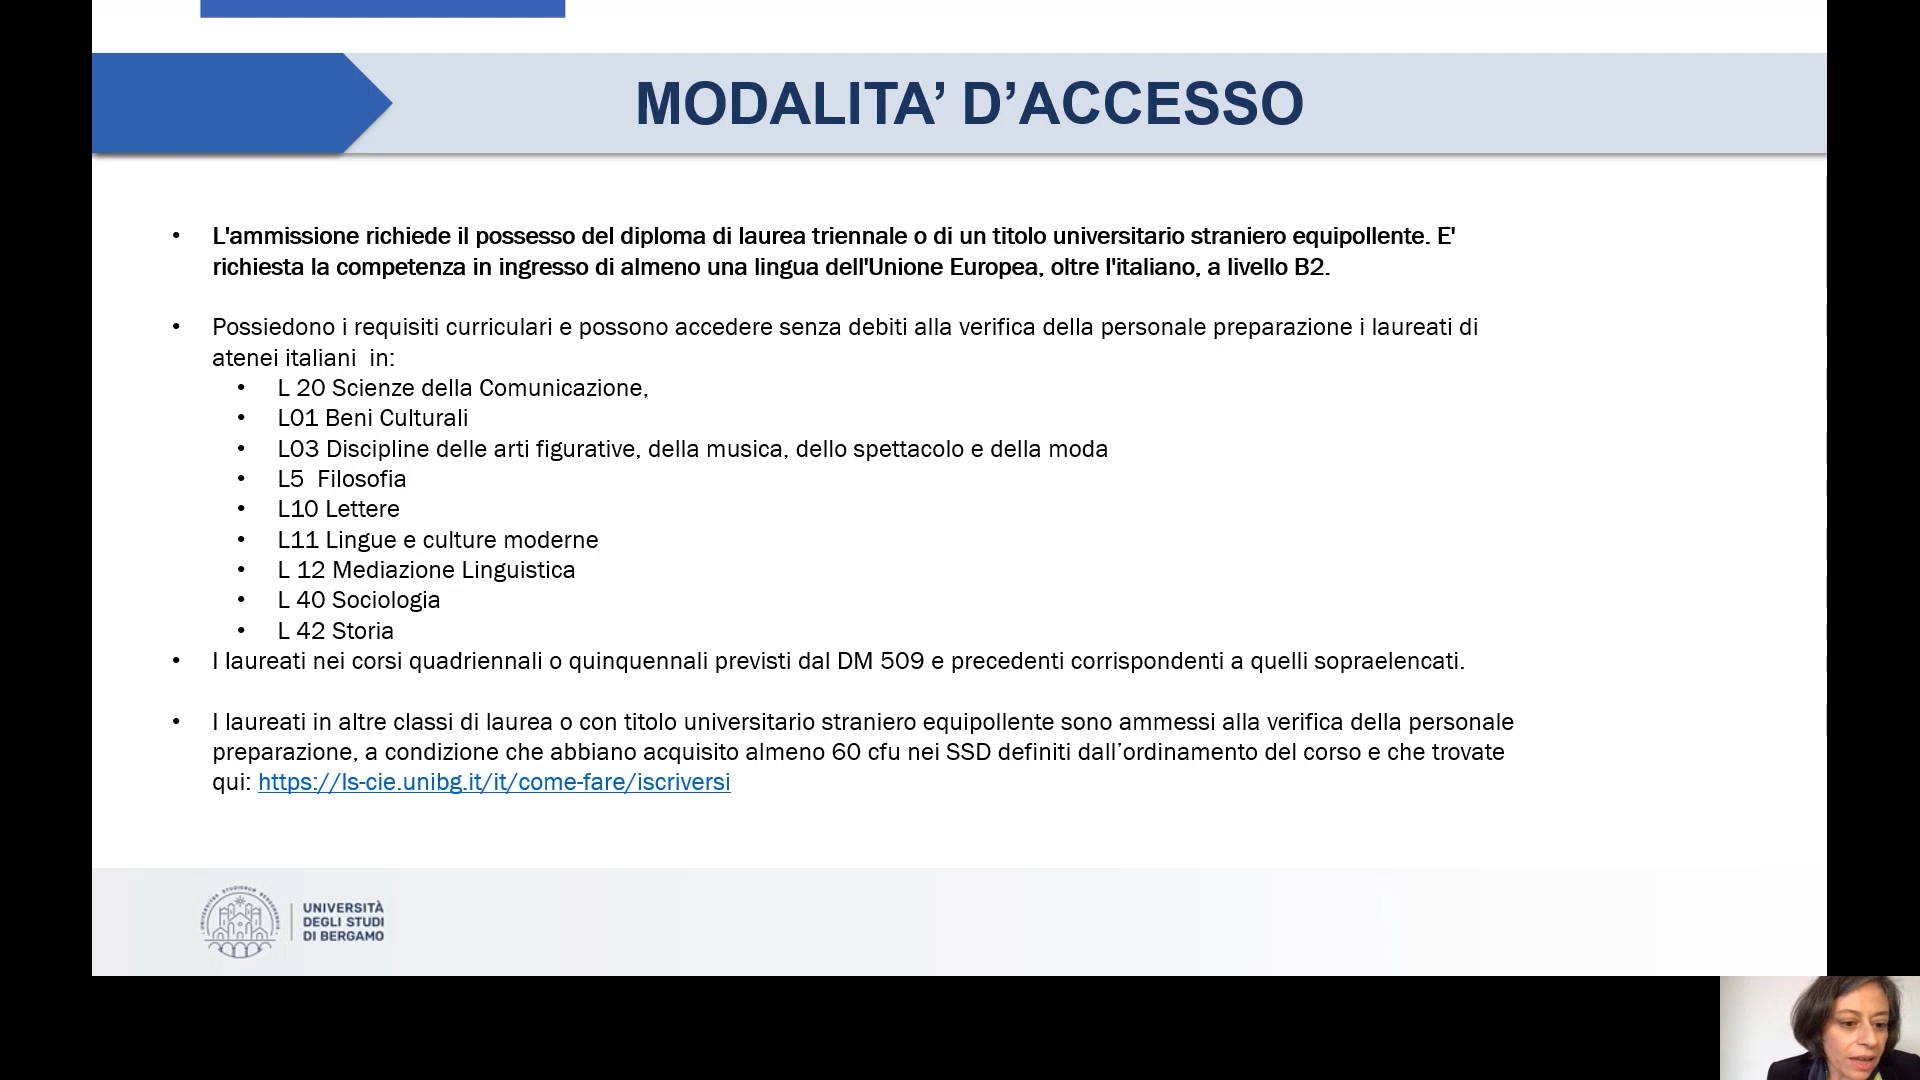 MODALITA’ D’ACCESSO
• L'ammissione richiede il possesso del diploma di laurea triennale o di un titolo universitario straniero equipollente. E'
richiesta la competenza in ingresso di almeno una lingua dell'Unione Europea, oltre l'italiano, a livello B2.
• Possiedono i requisiti curriculari e possono accedere senza debiti alla verifica della personale preparazione i laureati di
atenei italiani  in:
• L 20 Scienze della Comunicazione,
• L01 Beni Culturali
• L03 Discipline delle arti figurative, della musica, dello spettacolo e della moda
• L5  Filosofia
• L10 Lettere
• L11 Lingue e culture moderne
• L 12 Mediazione Linguistica
• L 40 Sociologia
• L 42 Storia
• I laureati nei corsi quadriennali o quinquennali previsti dal DM 509 e precedenti corrispondenti a quelli sopraelencati.
• I laureati in altre classi di laurea o con titolo universitario straniero equipollente sono ammessi alla verifica della personale
preparazione, a condizione che abbiano acquisito almeno 60 cfu nei SSD definiti dall’ordinamento del corso e che trovate
qui: https://ls-cie.unibg.it/it/come-fare/iscriversi
UNIVERSITÀ
DEGLI STUDI
DI BERGAMO